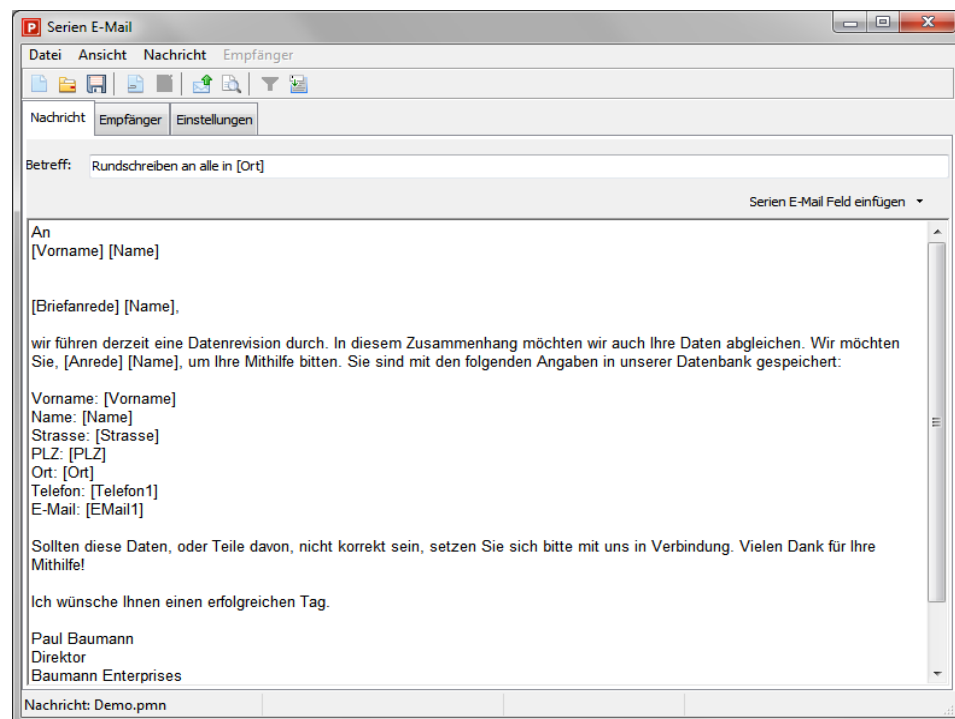 Serien E-Mail
Datei Ansicht Nachricht Empfänger
Nachricht Empfänger Einstellungen
Betreff: Rundschreiben an alle in [Ort]
Serien E-Mail Feld einfügen
An
[Vorname] [Name]
[Briefanrede] [Name],
wir führen derzeit eine Datenrevision durch. In diesem Zusammenhang möchten wir auch Ihre Daten abgleichen. Wir möchten
Sie, [Anrede] [Name], um Ihre Mithilfe bitten. Sie sind mit den folgenden Angaben in unserer Datenbank gespeichert:
Vorname: [Vorname]
Name: [Name]
Strasse: [Strasse]
PLZ: [PLZ]
Ort: [Ort]
Telefon: [Telefon1]
E-Mail: [EMail1]
Sollten diese Daten, oder Teile davon, nicht korrekt sein, setzen Sie sich bitte mit uns in Verbindung. Vielen Dank für Ihre
Mithilfe!
Ich wünsche Ihnen einen erfolgreichen Tag.
Paul Baumann
Direktor
Baumann Enterprises
Nachricht: Demo.pmn